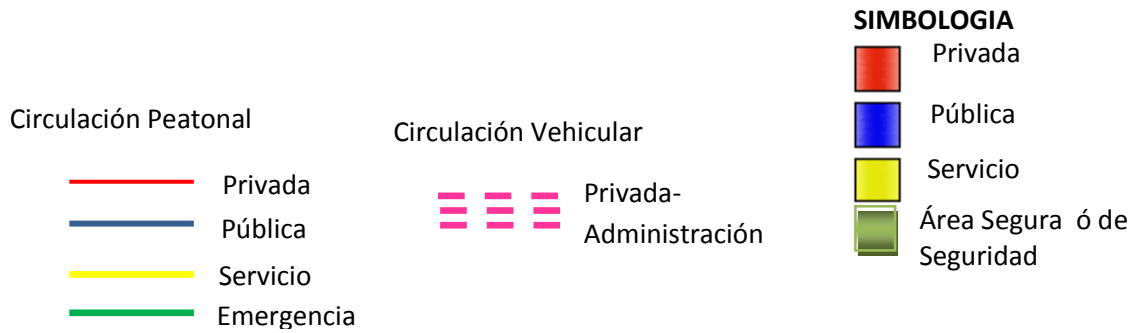 Circulación Peatonal
Privada
Pública
Servicio
Emergencia
Circulación Vehicular
Privada-
Administración
SIMBOLOGIA
Privada
Pública
Servicio
Área Segura ó de
Seguridad